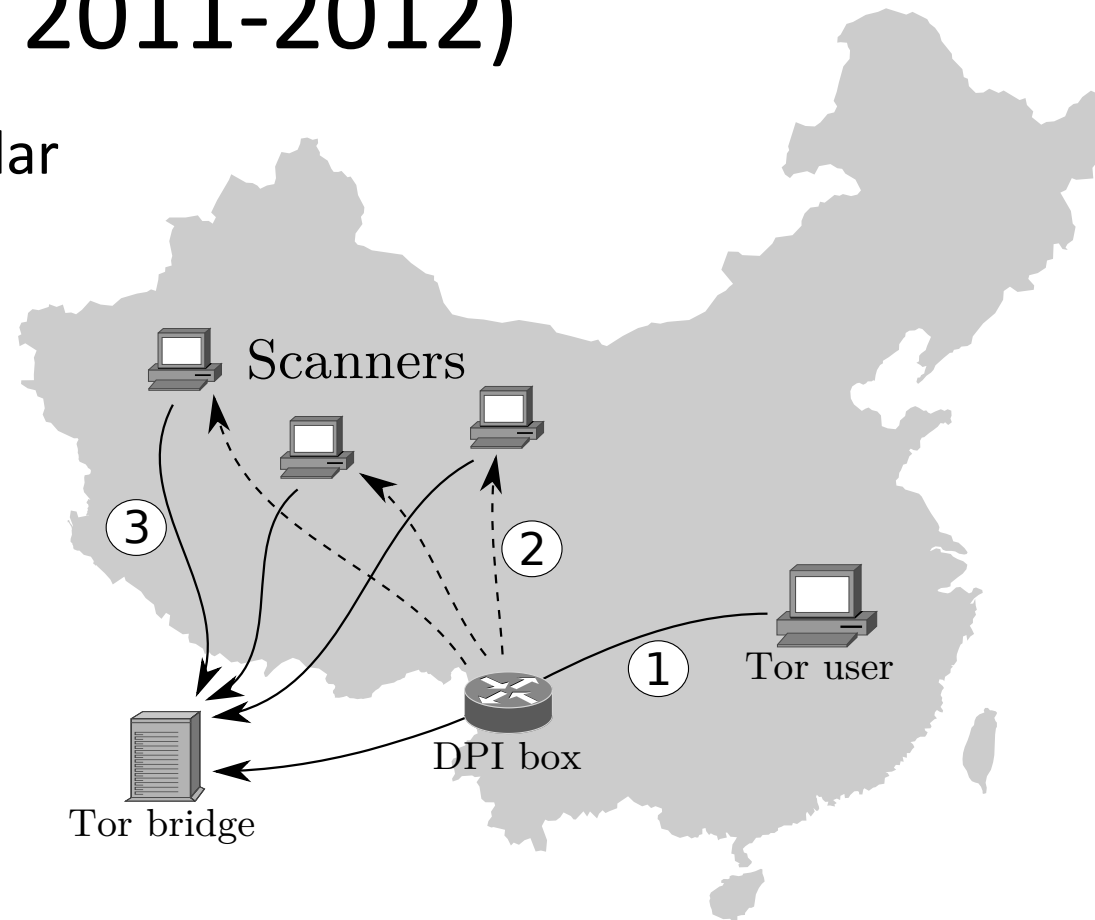 2011-2012)
lar
Scanners
3
2
1
Tor user
DPI box
Tor bridge